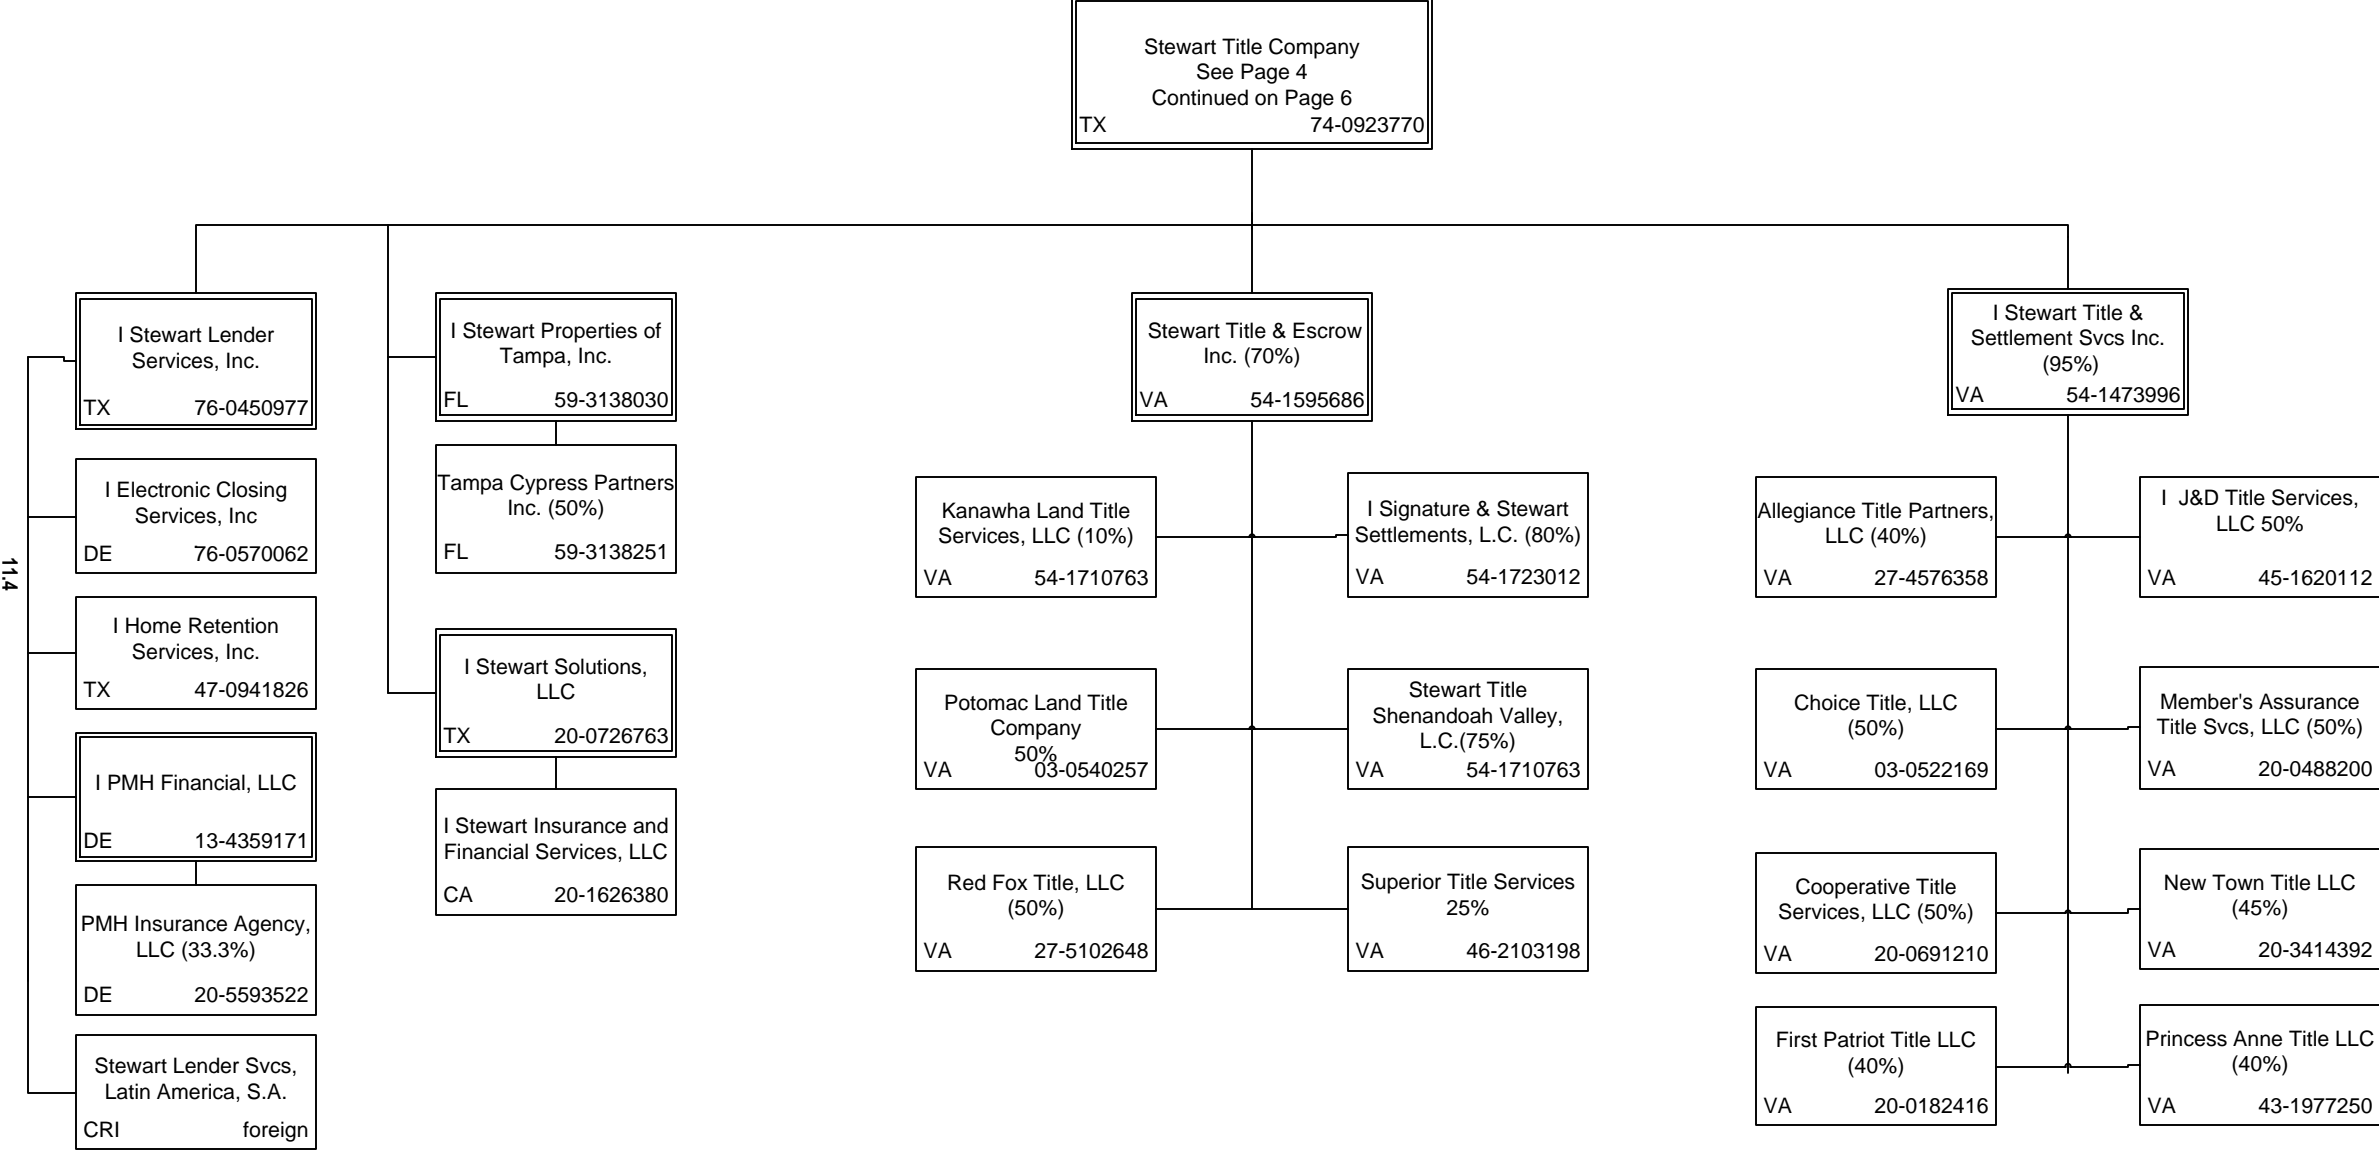 Stewart Title Company
See Page 4
Continued on Page 6
TX 74-0923770
I Stewart Lender
Services, Inc.
TX 76-0450977
I Electronic Closing
Services, Inc
DE 76-0570062
I Home Retention
Services, Inc.
TX 47-0941826
I PMH Financial, LLC
DE 13-4359171
PMH Insurance Agency,
LLC (33.3%)
DE 20-5593522
Stewart Lender Svcs,
Latin America, S.A.
CRI foreign
I Stewart Properties of
Tampa, Inc.
FL 59-3138030
Tampa Cypress Partners
Inc. (50%)
FL 59-3138251
I Stewart Solutions,
LLC
TX 20-0726763
I Stewart Insurance and
Financial Services, LLC
CA 20-1626380
Stewart Title & Escrow
Inc. (70%)
VA 54-1595686
Kanawha Land Title
Services, LLC (10%)
VA 54-1710763
I Signature & Stewart
Settlements, L.C. (80%)
VA 54-1723012
Potomac Land Title
Company
50%
VA 03-0540257
Stewart Title
Shenandoah Valley,
L.C.(75%)
VA 54-1710763
Red Fox Title, LLC
(50%)
VA 27-5102648
Superior Title Services
25%
VA 46-2103198
I Stewart Title &
Settlement Svcs Inc.
(95%)
VA 54-1473996
Allegiance Title Partners,
LLC (40%)
VA 27-4576358
I J&D Title Services,
LLC 50%
VA 45-1620112
Choice Title, LLC
(50%)
VA 03-0522169
Member's Assurance
Title Svcs, LLC (50%)
VA 20-0488200
Cooperative Title
Services, LLC (50%)
VA 20-0691210
New Town Title LLC
(45%)
VA 20-3414392
First Patriot Title LLC
(40%)
VA 20-0182416
Princess Anne Title LLC
(40%)
VA 43-1977250
11.4